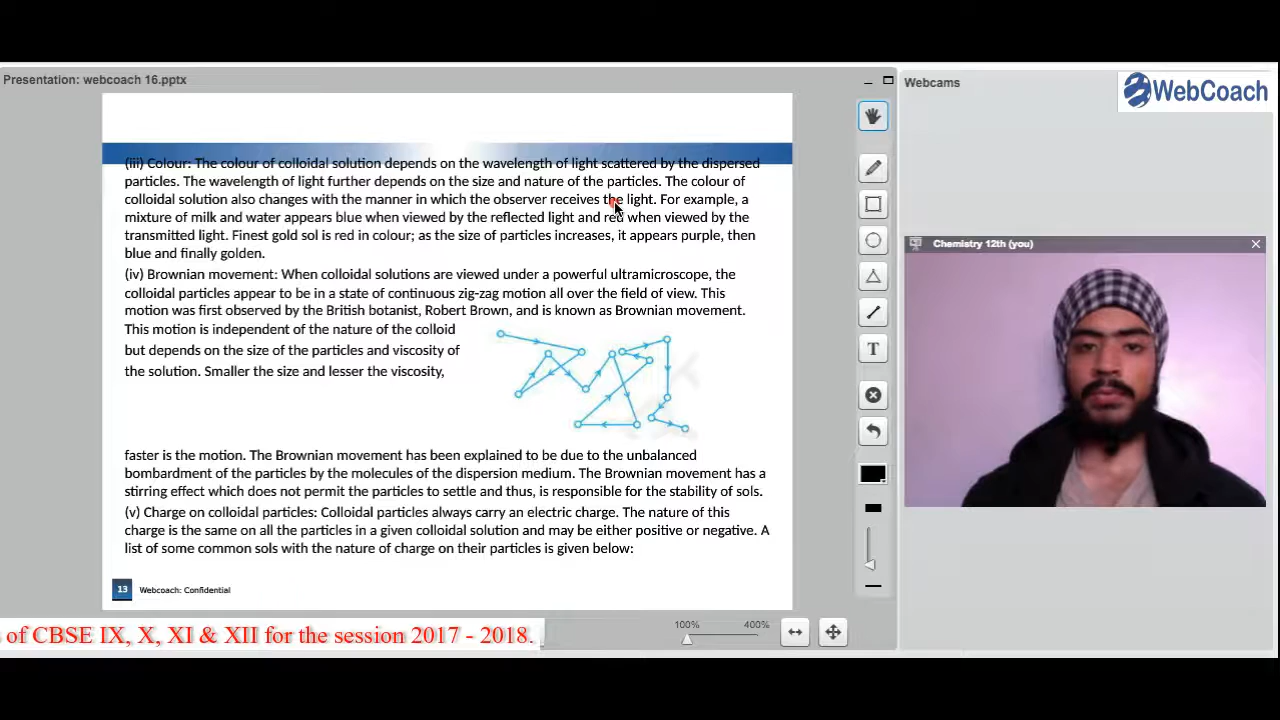 Presentation: webcoach 16.pptx
Webcams
WebCoach
(iii) Colour: The colour of colloidal solution depends on the wavelength of light scattered by the dispersed
particles. The wavelength of light further depends on the size and nature of the particles. The colour of
colloidal solution also changes with the manner in which the observer receives the light. For example, a
mixture of milk and water appears blue when viewed by the reflected light and red when viewed by the
transmitted light. Finest gold sol is red in colour; as the size of particles increases, it appears purple, then
blue and finally golden.
(iv) Brownian movement: When colloidal solutions are viewed under a powerful ultramicroscope, the
colloidal particles appear to be in a state of continuous zig-zag motion all over the field of view. This
motion was first observed by the British botanist, Robert Brown, and is known as Brownian movement.
This motion is independent of the nature of the colloid
but depends on the size of the particles and viscosity of
the solution. Smaller the size and lesser the viscosity,
faster is the motion. The Brownian movement has been explained to be due to the unbalanced
bombardment of the particles by the molecules of the dispersion medium. The Brownian movement has a
stirring effect which does not permit the particles to settle and thus, is responsible for the stability of sols.
(v) Charge on colloidal particles: Colloidal particles always carry an electric charge. The nature of this
charge is the same on all the particles in a given colloidal solution and may be either positive or negative. A
list of some common sols with the nature of charge on their particles is given below:
13 Webcoach: Confidential
Chemistry 12th (you)
T
100% 400%
of CBSE IX, X, XI & XII for the session 2017 - 2018.